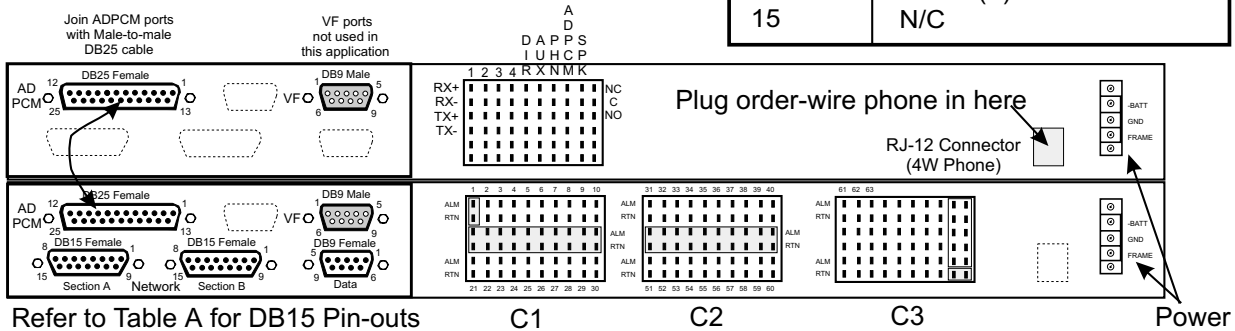 Join ADPCM ports
with Male-to-male
DB25 cable
VF ports
not used in
this application
15 N/C
A
D
D A P P S
I U H C P
1 2 3 4 R X N M K
AD
PCM
12 DB25 Female 1
25 13
VF
DB9 Male
1 5
6 9
RX+
RX-
TX+
TX-
NC
C
NO
Plug order-wire phone in here
RJ-12 Connector
(4W Phone)
-BATT
GND
FRAME
AD
PCM
12 DB25 Female 1
25 13
VF
DB9 Male
1 5
6 9
8 DB15 Female 1
15 9
Section A
Network
8 DB15 Female 1
15 9
Section B
DB9 Female
5 1
9 6
Data
1 2 3 4 5 6 7 8 9 10
ALM
RTN
ALM
RTN
ALM
RTN
21 22 23 24 25 26 27 28 29 30
31 32 33 34 35 36 37 38 39 40
ALM
RTN
ALM
RTN
ALM
RTN
51 52 53 54 55 56 57 58 59 60
61 62 63
ALM
RTN
ALM
RTN
-BATT
GND
FRAME
Refer to Table A for DB15 Pin-outs
C1
C2
C3
Power